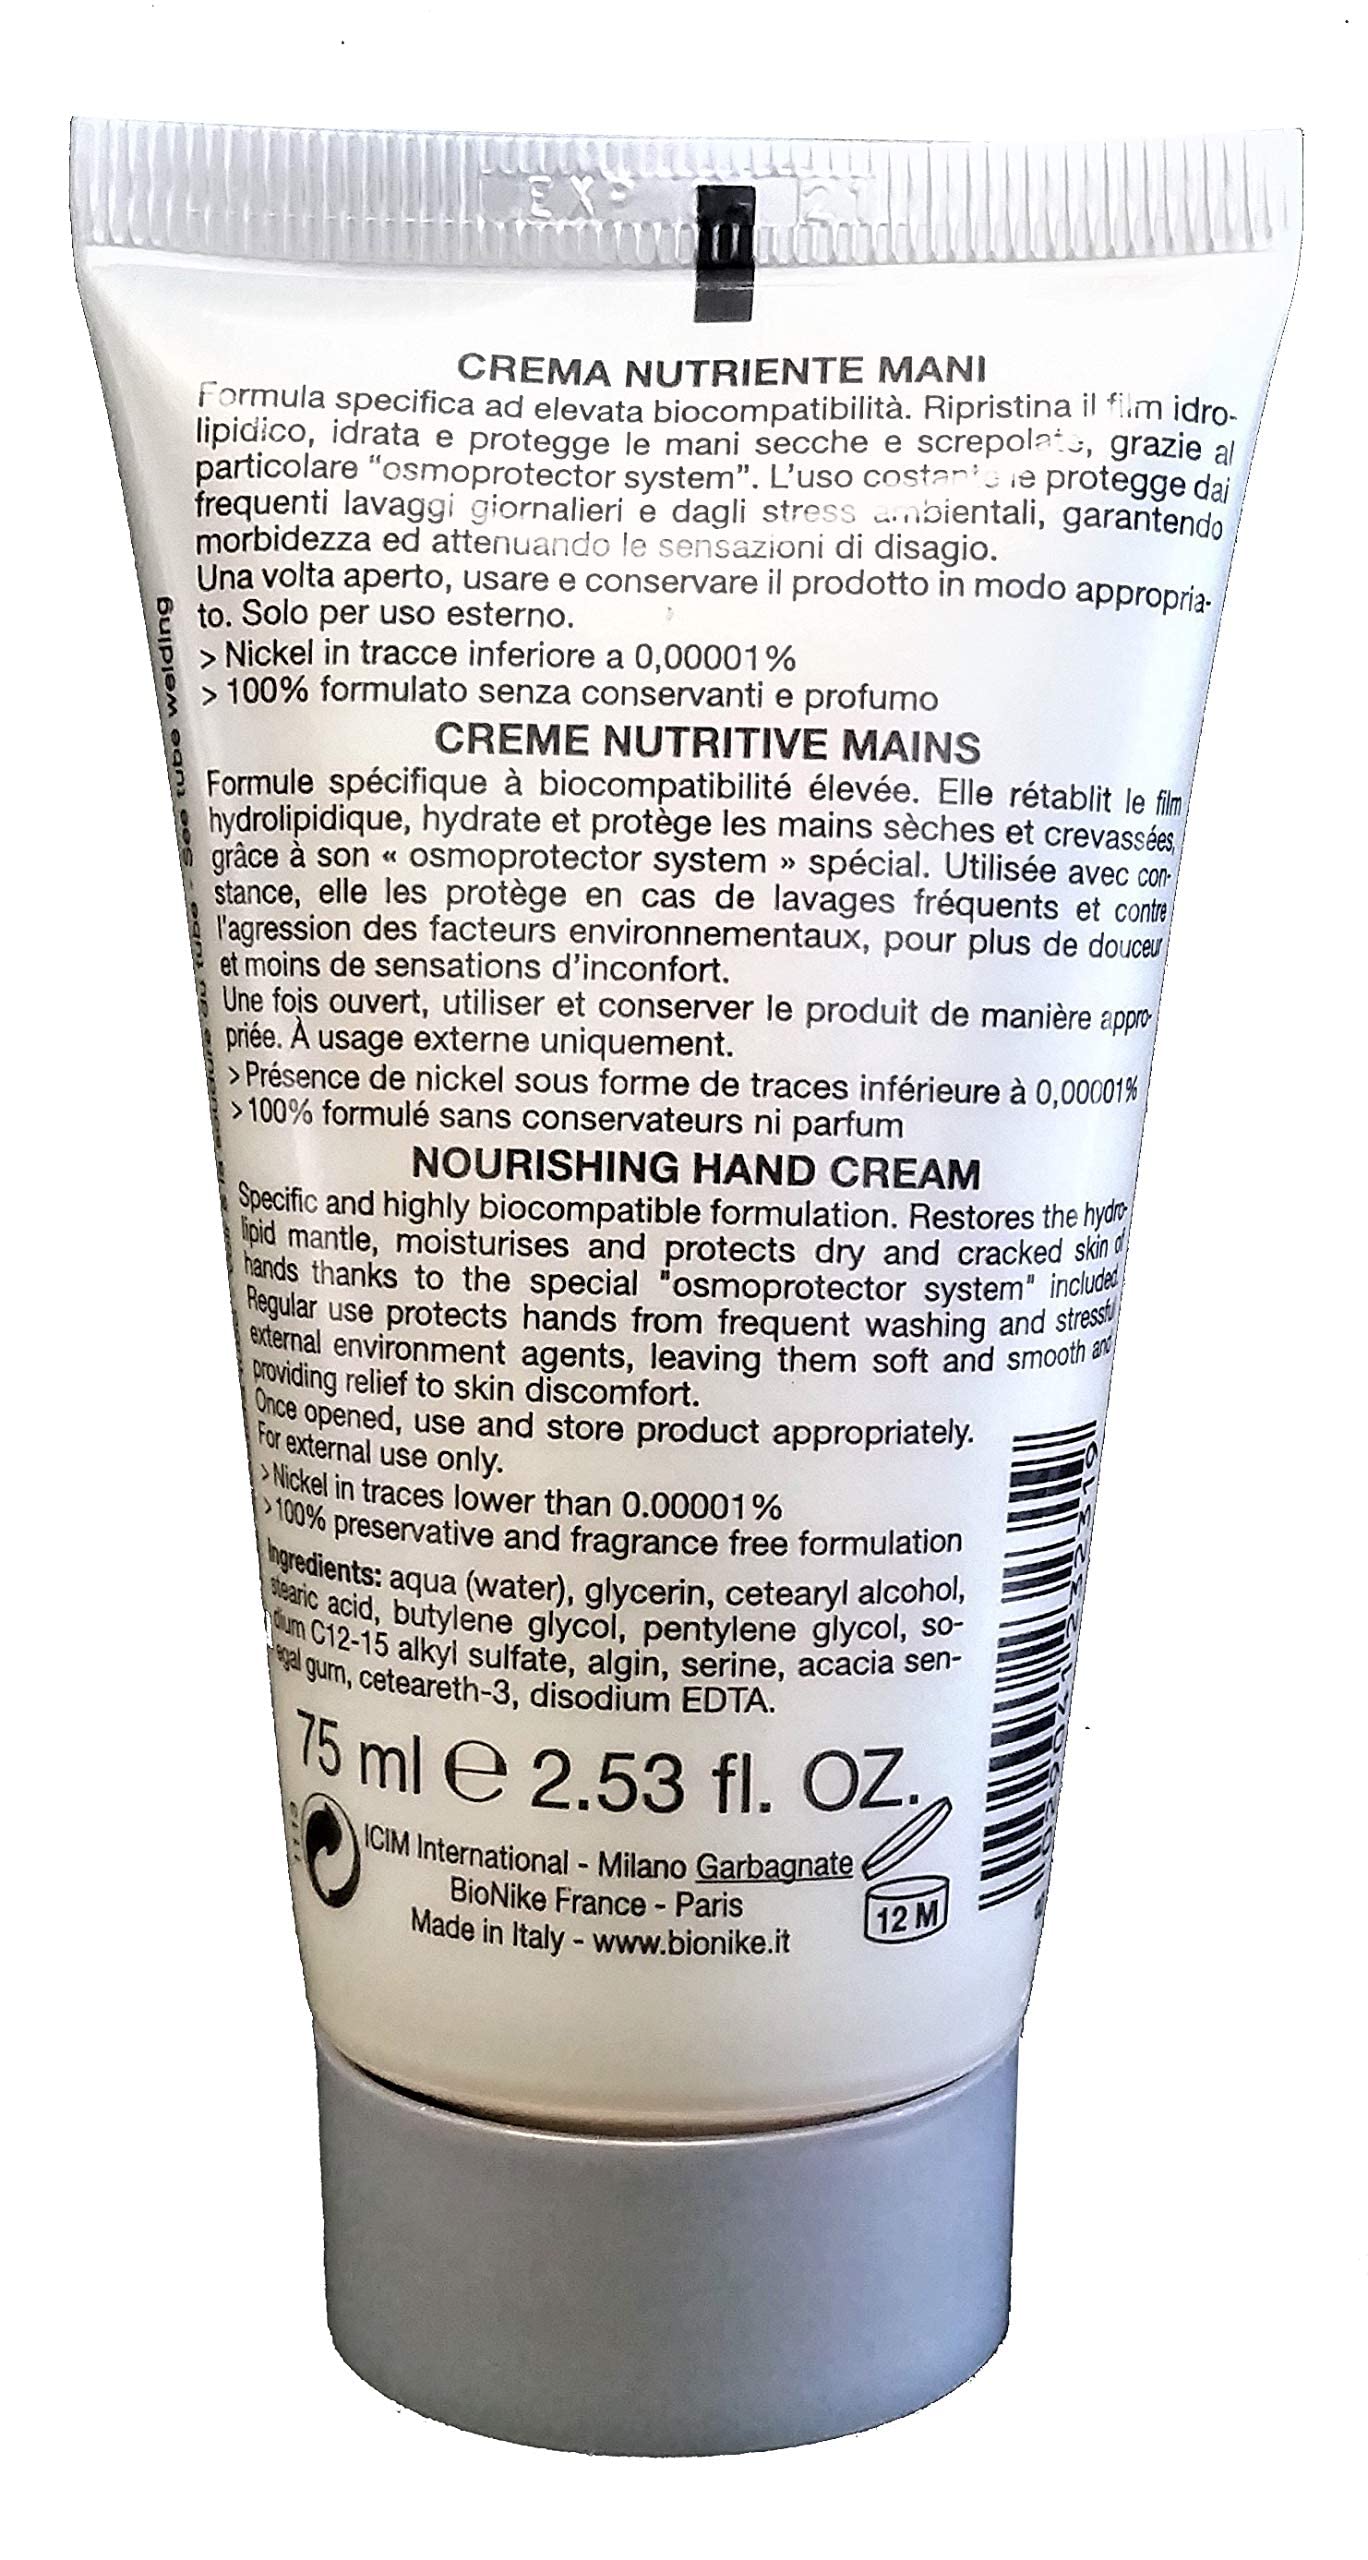 EXP 21
CREMA NUTRIENTE MANI
Formula specifica ad elevata biocompatibilità. Ripristina il film idro-
lipidico, idrata e protegge le mani secche e screpolate, grazie al
particolare "osmoprotector system". L'uso costante le protegge dai
frequenti lavaggi giornalieri e dagli stress ambientali, garantendo
morbidezza ed attenuando le sensazioni di disagio.
Una volta aperto, usare e conservare il prodotto in modo appropria-
to. Solo per uso esterno.
> Nickel in tracce inferiore a 0,00001%
> 100% formulato senza conservanti e profumo
CREME NUTRITIVE MAINS
Formule spécifique à biocompatibilité élevée. Elle rétablit le film
hydrolipidique, hydrate et protège les mains sèches et crevassées,
grâce à son « osmoprotector system » spécial. Utilisée avec con-
stance, elle les protège en cas de lavages fréquents et contre
l'agression des facteurs environnementaux, pour plus de douceur
et moins de sensations d'inconfort.
Une fois ouvert, utiliser et conserver le produit de manière appro-
priée. À usage externe uniquement.
> Présence de nickel sous forme de traces inférieure à 0,00001%
> 100% formulé sans conservateurs ni parfum
NOURISHING HAND CREAM
Specific and highly biocompatible formulation. Restores the hydro-
lipid mantle, moisturises and protects dry and cracked skin of
hands thanks to the special "osmoprotector system" included.
Regular use protects hands from frequent washing and stressful
external environment agents, leaving them soft and smooth and
providing relief to skin discomfort.
Once opened, use and store product appropriately.
For external use only.
> Nickel in traces lower than 0.00001%
> 100% preservative and fragrance free formulation
Ingredients: aqua (water), glycerin, cetearyl alcohol,
stearic acid, butylene glycol, pentylene glycol, so-
dium C12-15 alkyl sulfate, algin, serine, acacia sen-
egal gum, ceteareth-3, disodium EDTA.
75 ml e 2.53 fl. OZ.
ICIM International - Milano Garbagnate
BioNike France - Paris
Made in Italy - www.bionike.it
12 M
du tube - See tube welding